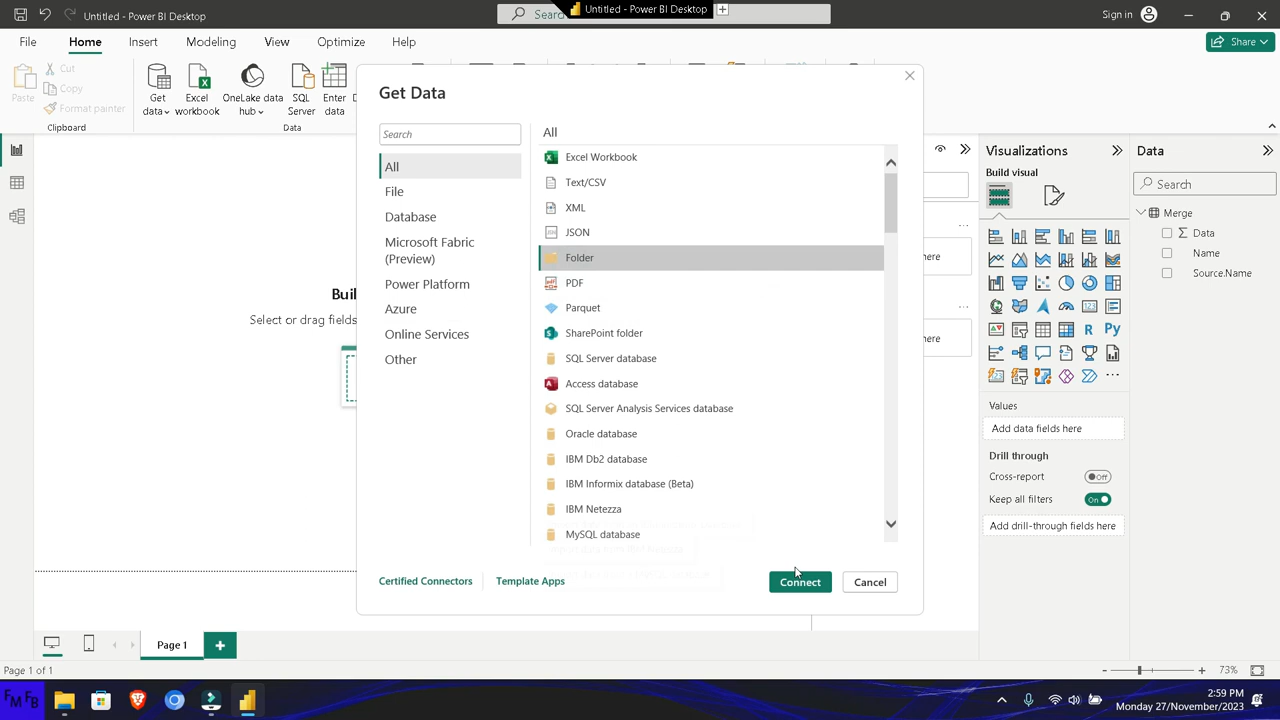 Untitled - Power BI Desktop
Sear
Untitled - Power BI Desktop
Sign in
File
Home
Insert
Modeling
View
Optimize
Help
Share
Paste
Cut
Copy
Format painter
Clipboard
Get data
Excel workbook
OneLake data hub
SQL Server
Enter data
Data
Get Data
Search
All
File
Database
Microsoft Fabric
(Preview)
Power Platform
Azure
Online Services
Other
All
Excel Workbook
Text/CSV
XML
JSON
Folder
PDF
Parquet
SharePoint folder
SQL Server database
Access database
SQL Server Analysis Services database
Oracle database
IBM Db2 database
IBM Informix database (Beta)
IBM Netezza
MySQL database
Certified Connectors
Template Apps
Connect
Cancel
Buil
Select or drag fields
here
here
Visualizations
Build visual
R
Py
123
Values
Add data fields here
Drill through
Cross-report
Off
Keep all filters
On
Add drill-through fields here
Data
Search
Merge
Data
Name
Source.Name
Page 1
Page 1 of 1
73%
2:59 PM
Monday 27/November/2023